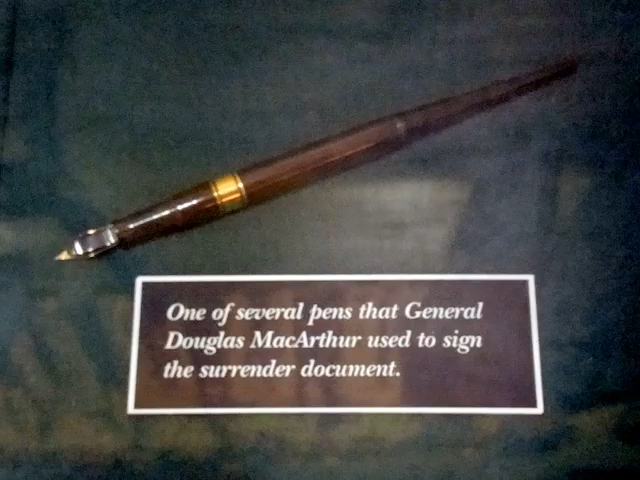 One of several pens that General
Douglas MacArthur used to sign
the surrender document.